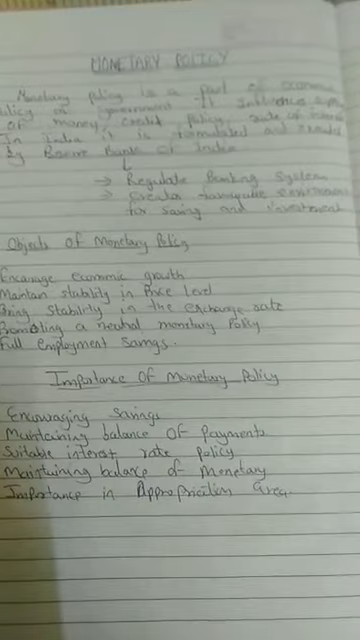 MONETARY POLICY
Monetary policy is a part of economic
policy of government. It influences supply
OF money, credit policy, rate of interest
In India it is formulated and
by Bank OF India
→ Regulate Banking System
→ Creates environment
for saving and investment
Objects of Monetary Policy
Encourage economic growth
Maintain stability in Price Level
Bring stability in the exchange rate
Promoting a neutral monetary Policy
Full employment Savings.
Importance OF Monetary Policy
Encouraging Savings
Maintaining balance OF Payments
Suitable interest rate policy
Maintaining balance of Monetary
Importance in area.